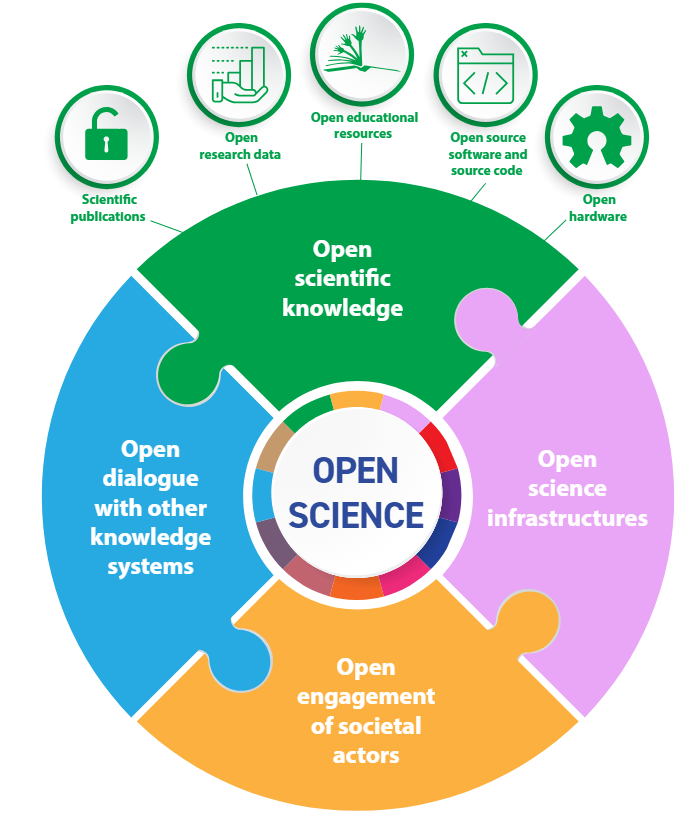 Scientific
publications
Open
research data
Open educational
resources
Open source
software and
source code
Open
hardware
Open
scientific
knowledge
Open
dialogue
with other
knowledge
systems
OPEN
SCIENCE
Open
science
infrastructures
Open
engagement
of societal
actors